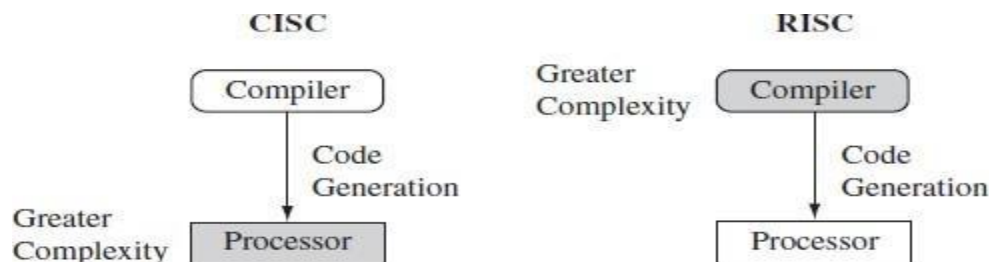 CISC
Compiler
Code
Generation
Greater
Complexity
Processor
RISC
Greater
Complexity
Compiler
Code
Generation
Processor